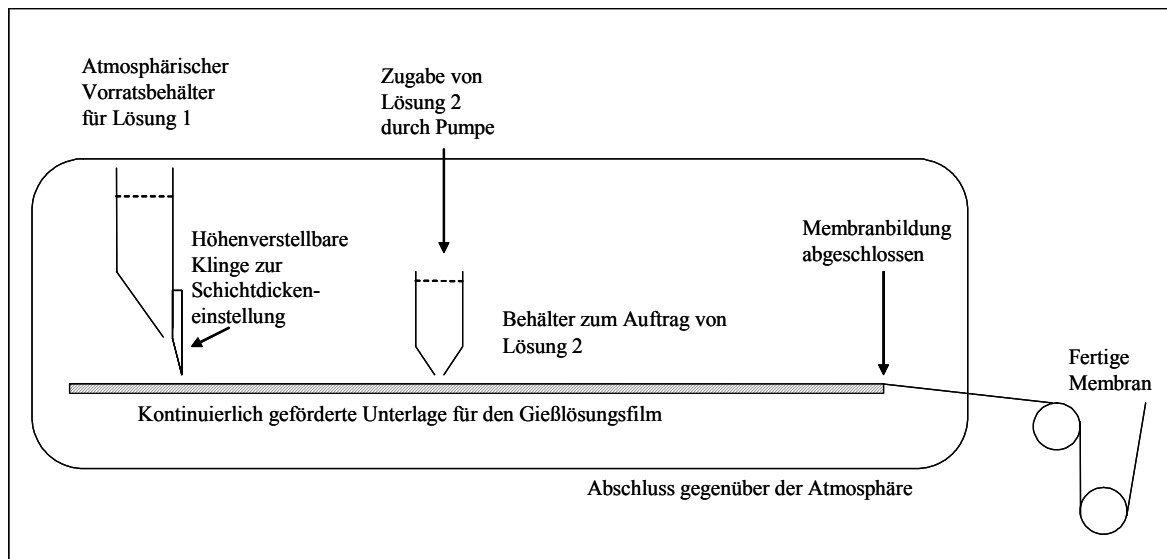 Atmosphärischer
Vorratsbehälter
für Lösung 1
Zugabe von
Lösung 2
durch Pumpe
Höhenverstellbare
Klinge zur
Schichtdicken-
einstellung
Behälter zum Auftrag von
Lösung 2
Membranbildung
abgeschlossen
Fertige
Membran
Kontinuierlich geförderte Unterlage für den Gießlösungsfilm
Abschluss gegenüber der Atmosphäre